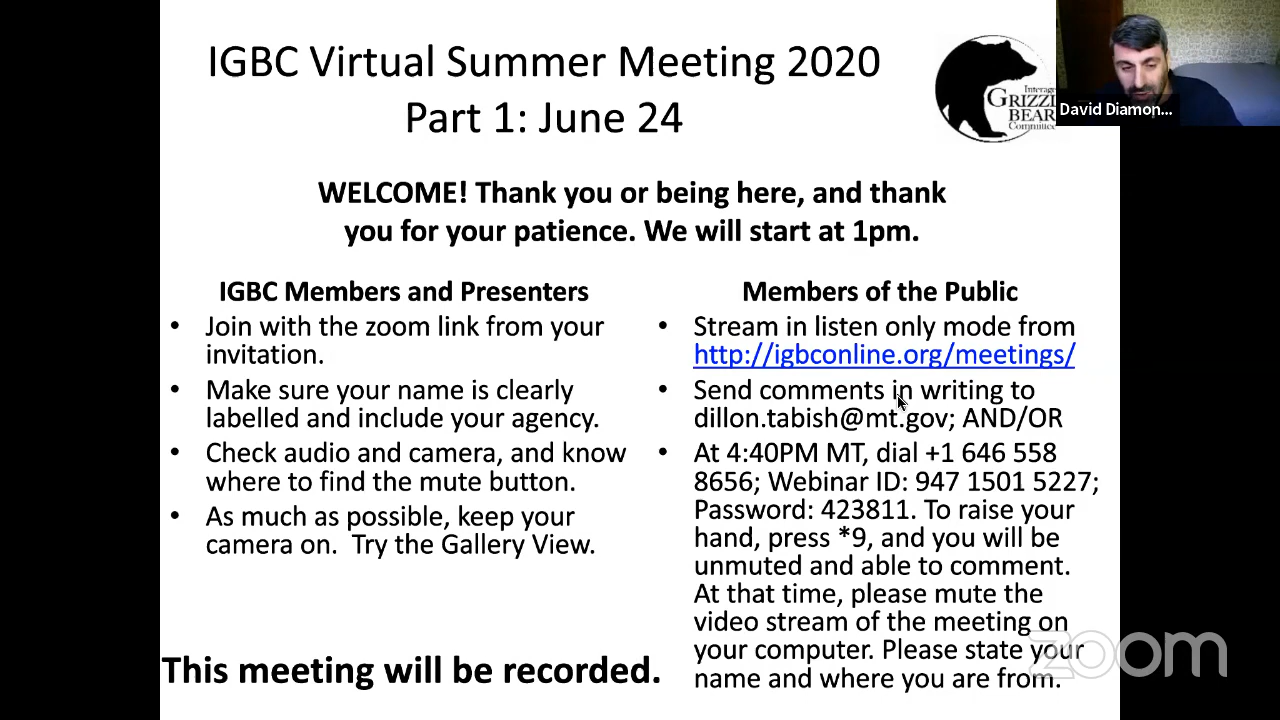 IGBC Virtual Summer Meeting 2020
Part 1: June 24
Interag
GRIZZL
BEAR
Committee
David Diamon...
WELCOME! Thank you or being here, and thank
you for your patience. We will start at 1pm.
IGBC Members and Presenters
• Join with the zoom link from your
invitation.
• Make sure your name is clearly
labelled and include your agency.
• Check audio and camera, and know
where to find the mute button.
• As much as possible, keep your
camera on. Try the Gallery View.
Members of the Public
• Stream in listen only mode from
http://igbconline.org/meetings/
• Send comments in writing to
dillon.tabish@mt.gov; AND/OR
• At 4:40PM MT, dial +1 646 558
8656; Webinar ID: 947 1501 5227;
Password: 423811. To raise your
hand, press *9, and you will be
unmuted and able to comment.
At that time, please mute the
video stream of the meeting on
your computer. Please state your
name and where you are from.
This meeting will be recorded.
zoom